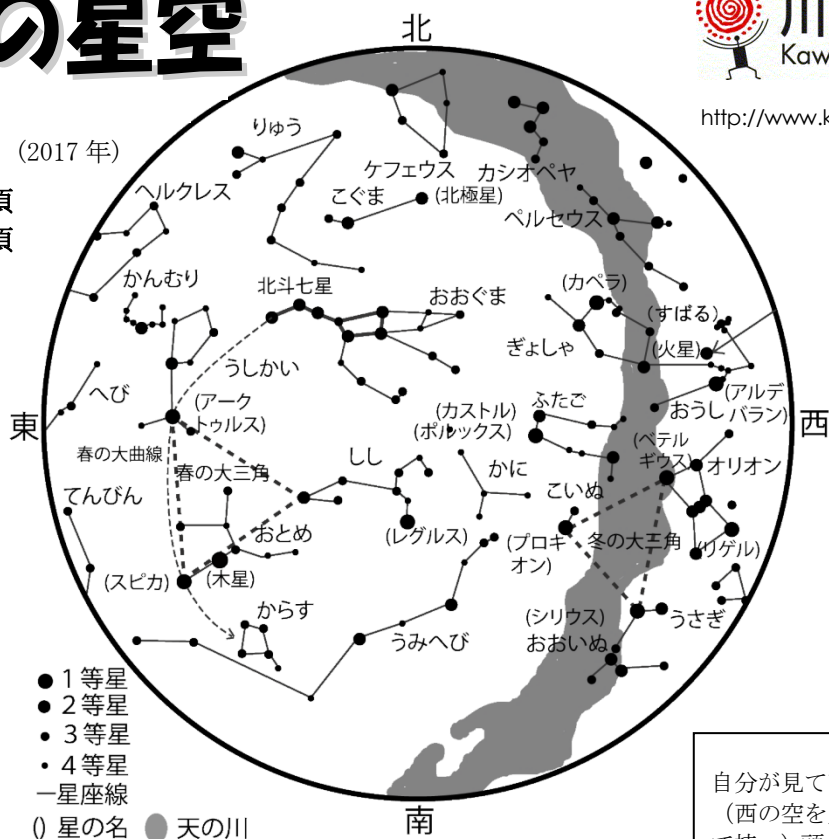 の星空
川
Kaw
http://www.k
(2017 年)
頃
頃
北
りゅう
ケフェウス
カシオペヤ
ヘルクレス
こぐま
(北極星)
ペルセウス
かんむり
北斗七星
おおぐま
(カペラ)
(すばる)
ぎょしゃ
(火星)
うしかい
へび
(アーク
トゥルス)
(カストル)
(ポルックス)
ふたご
おうし
(アルデ
バラン)
東
西
春の大曲線
春の大三角
しし
かに
(ベテル
ギウス)
オリオン
てんびん
こいぬ
おとめ
(レグルス)
(プロキ
オン)
冬の大三角
(リゲル)
(スピカ)
(木星)
からす
うみへび
(シリウス)
おおいぬ
うさぎ
1等星
2等星
3等星
4等星
ー星座線
() 星の名
天の川
南
自分が見て
(西の空を